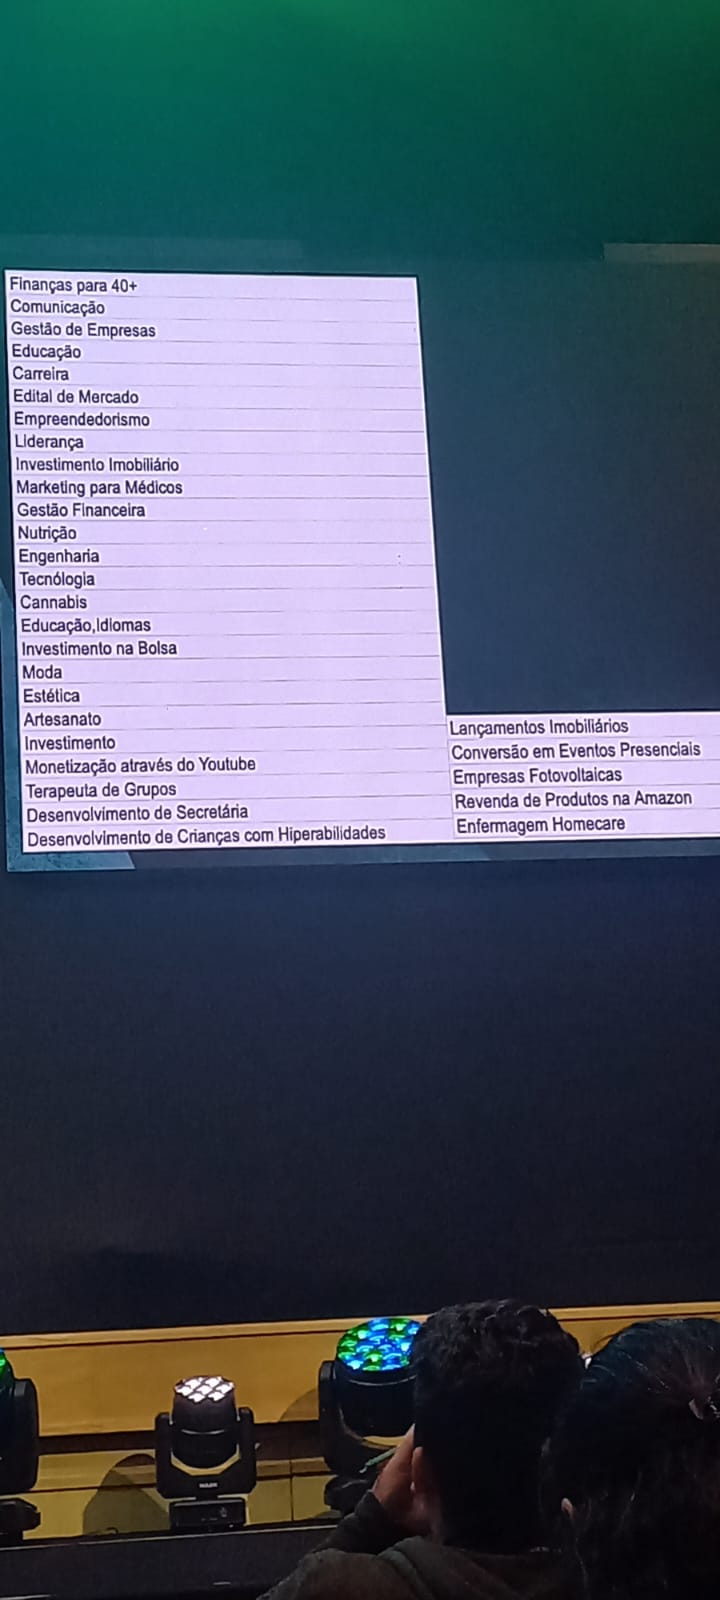 Finanças para 40+
Comunicação
Gestão de Empresas
Educação
Carreira
Edital de Mercado
Empreendedorismo
Liderança
Investimento Imobiliário
Marketing para Médicos
Gestão Financeira
Nutrição
Engenharia
Tecnólogia
Cannabis
Educação,Idiomas
Investimento na Bolsa
Moda
Estética
Artesanato
Investimento
Monetização através do Youtube
Terapeuta de Grupos
Desenvolvimento de Secretária
Desenvolvimento de Crianças com Hiperabilidades
Lançamentos Imobiliários
Conversão em Eventos Presenciais
Empresas Fotovoltaicas
Revenda de Produtos na Amazon
Enfermagem Homecare